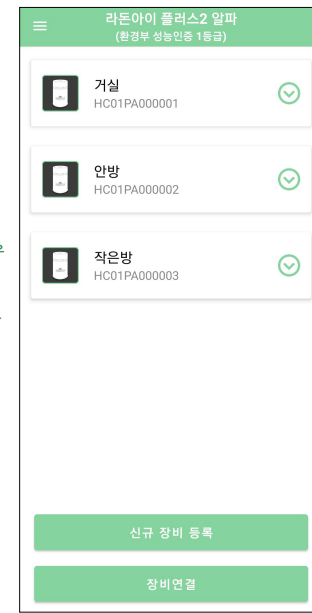 라돈아이 플러스2 알파
(환경부 성능인증 1등급)
거실
HC01PA000001
안방
HC01PA000002
작은방
HC01PA000003
신규 장비 등록
장비연결